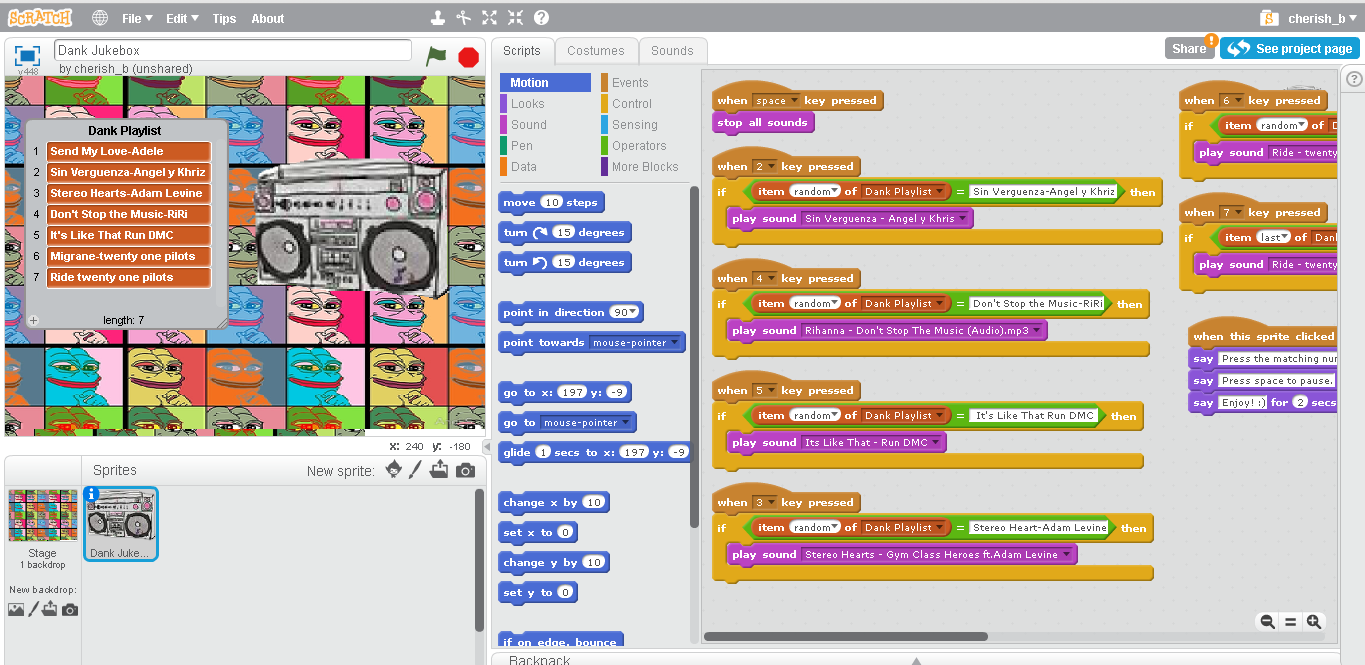 SCRATCH
File Edit Tips About
cherish_b
Dank Jukebox
by cherish_b (unshared)
v448
Dank Playlist
1 Send My Love-Adele
2 Sin Verguenza-Angel y Khriz
3 Stereo Hearts-Adam Levine
4 Don't Stop the Music-RiRi
5 It's Like That Run DMC
6 Migrane-twenty one pilots
7 Ride twenty one pilots
+ length: 7
X: 240 y: -180
Sprites New sprite:
Stage
1 backdrop
New backdrop:
Dank Juke...
Scripts Costumes Sounds
Share
See project page
Motion Events
Looks Control
Sound Sensing
Pen Operators
Data More Blocks
move 10 steps
turn 15 degrees
turn 15 degrees
point in direction 90
point towards mouse-pointer
go to x: 197 y: -9
go to mouse-pointer
glide 1 secs to x: 197 y: -9
change x by 10
set x to 0
change y by 10
set y to 0
if on edge, bounce
when space key pressed
stop all sounds
when 2 key pressed
if item random of Dank Playlist = Sin Verguenza-Angel y Khriz then
play sound Sin Verguenza - Angel y Khris
when 4 key pressed
if item random of Dank Playlist = Don't Stop the Music-RiRi then
play sound Rihanna - Don't Stop The Music (Audio).mp3
when 5 key pressed
if item random of Dank Playlist = It's Like That Run DMC then
play sound Its Like That - Run DMC
when 3 key pressed
if item random of Dank Playlist = Stereo Heart-Adam Levine then
play sound Stereo Hearts - Gym Class Heroes ft.Adam Levine
when 6 key pressed
if item random of D
play sound Ride - twenty
when 7 key pressed
if item last of Dank
play sound Ride - twenty
when this sprite clicked
say Press the matching nur
say Press space to pause.
say Enjoy! :) for 2 secs
Backpack